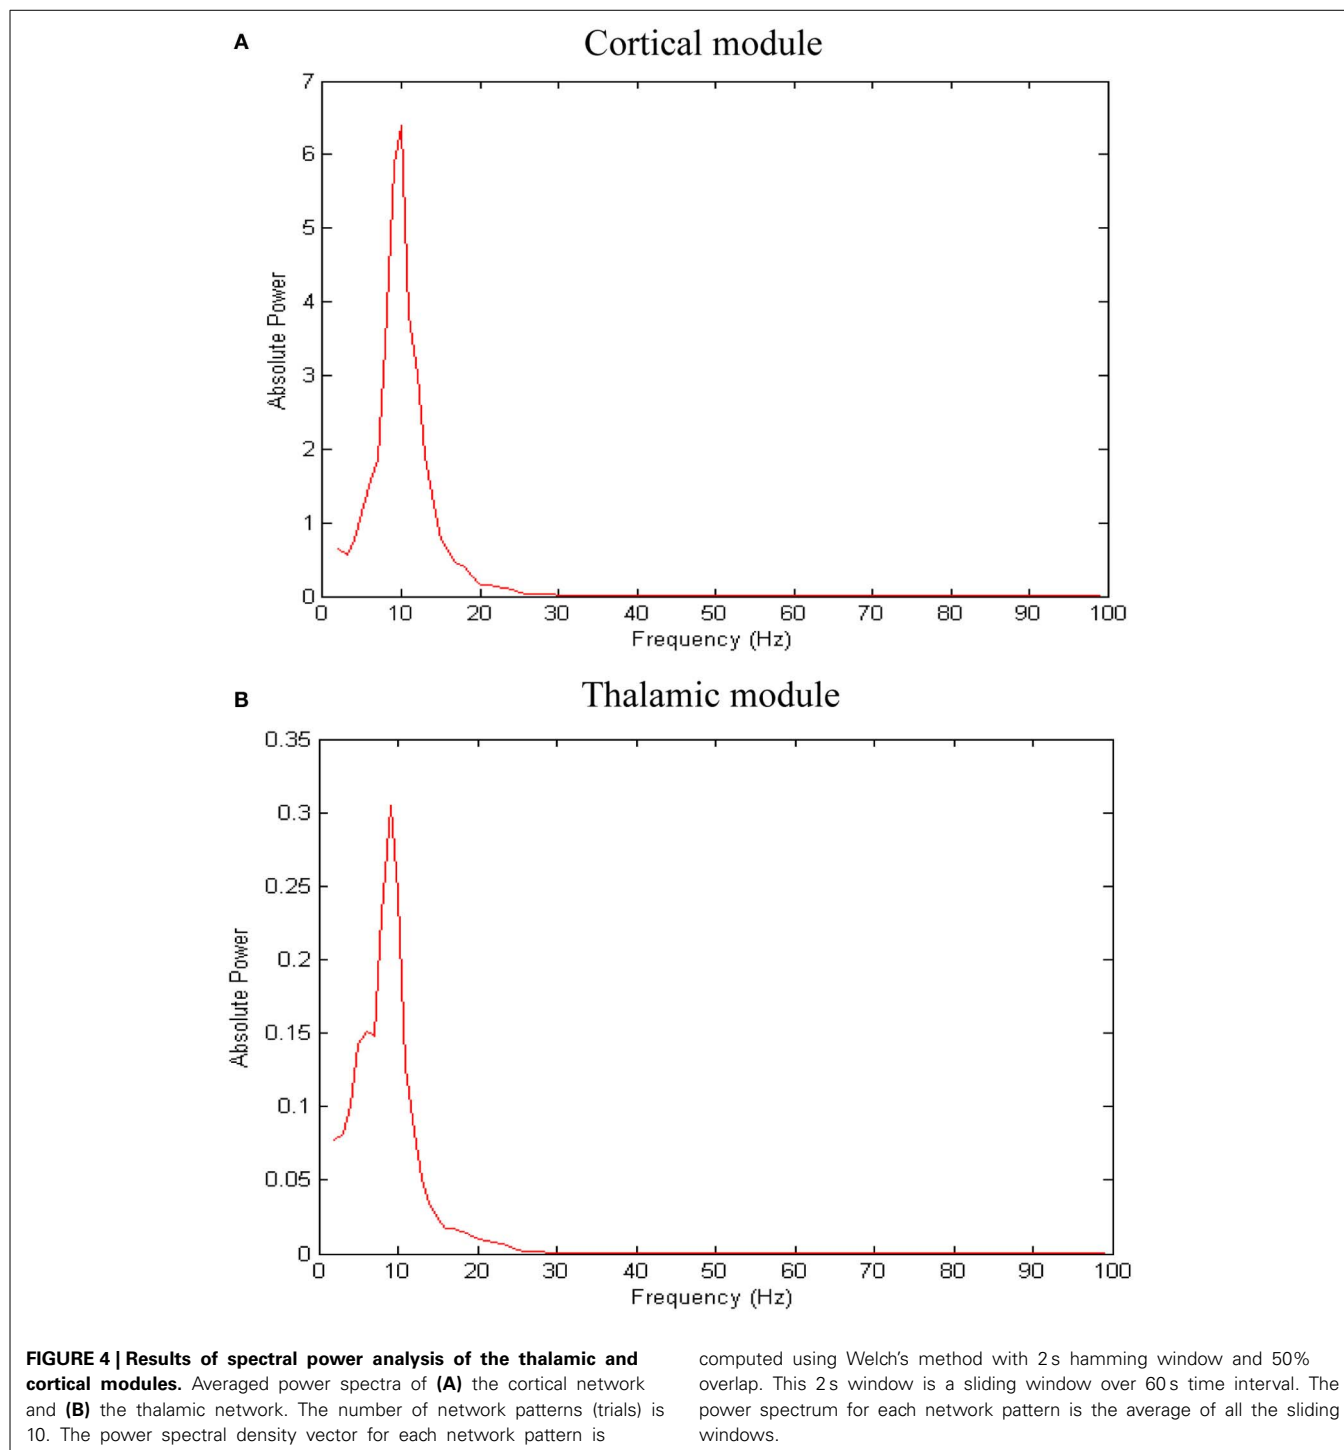 A
Cortical module
7
6
5
4
3
2
1
0
Absolute Power
0 10 20 30 40 50 60 70 80 90 100
Frequency (Hz)
B
Thalamic module
0.35
0.3
0.25
0.2
0.15
0.1
0.05
0
Absolute Power
0 10 20 30 40 50 60 70 80 90 100
Frequency (Hz)
FIGURE 4 | Results of spectral power analysis of the thalamic and
cortical modules. Averaged power spectra of (A) the cortical network
and (B) the thalamic network. The number of network patterns (trials) is
10. The power spectral density vector for each network pattern is
computed using Welch's method with 2 s hamming window and 50%
overlap. This 2 s window is a sliding window over 60 s time interval. The
power spectrum for each network pattern is the average of all the sliding
windows.